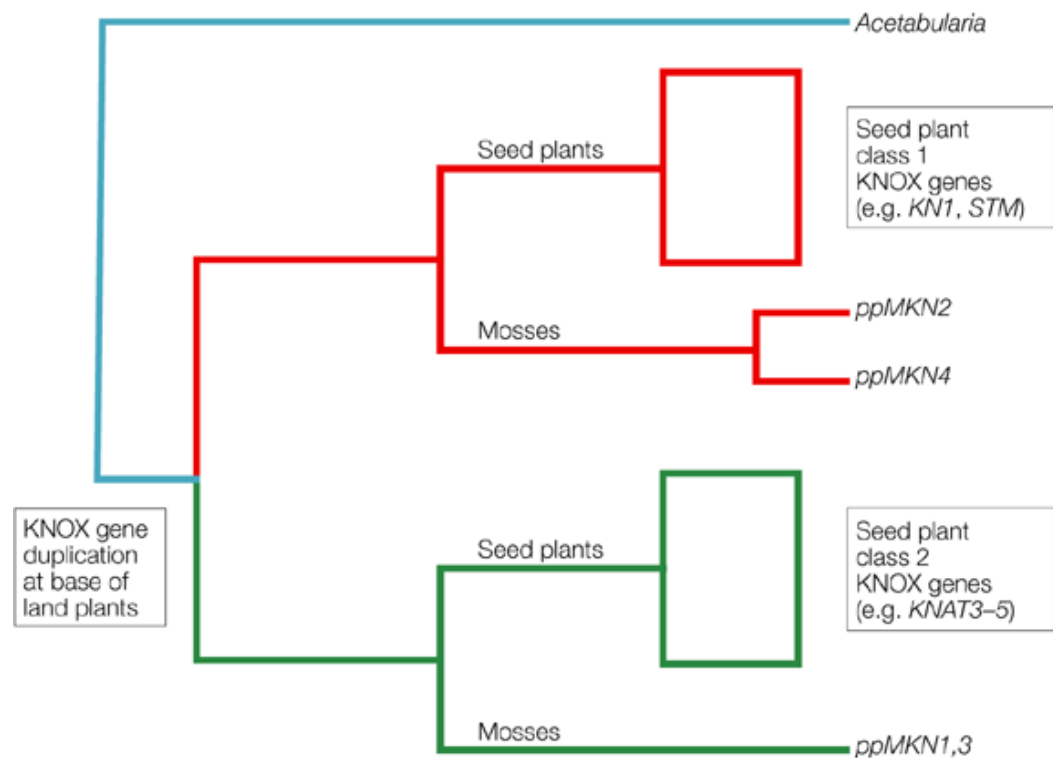 Acetabularia
Seed plants
Seed plant
class 1
KNOX genes
(e.g. KN1, STM)
Mosses
ppMKN2
ppMKN4
KNOX gene
duplication
at base of
land plants
Seed plants
Seed plant
class 2
KNOX genes
(e.g. KNAT3–5)
Mosses
ppMKN1,3